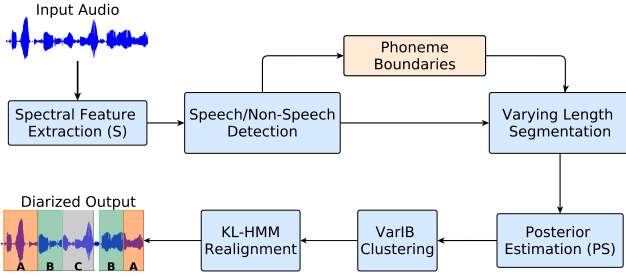 Input Audio
Spectral Feature
Extraction (S)
Speech/Non-Speech
Detection
Phoneme
Boundaries
Varying Length
Segmentation
Posterior
Estimation (PS)
VarIB
Clustering
KL-HMM
Realignment
Diarized Output
A B C B A